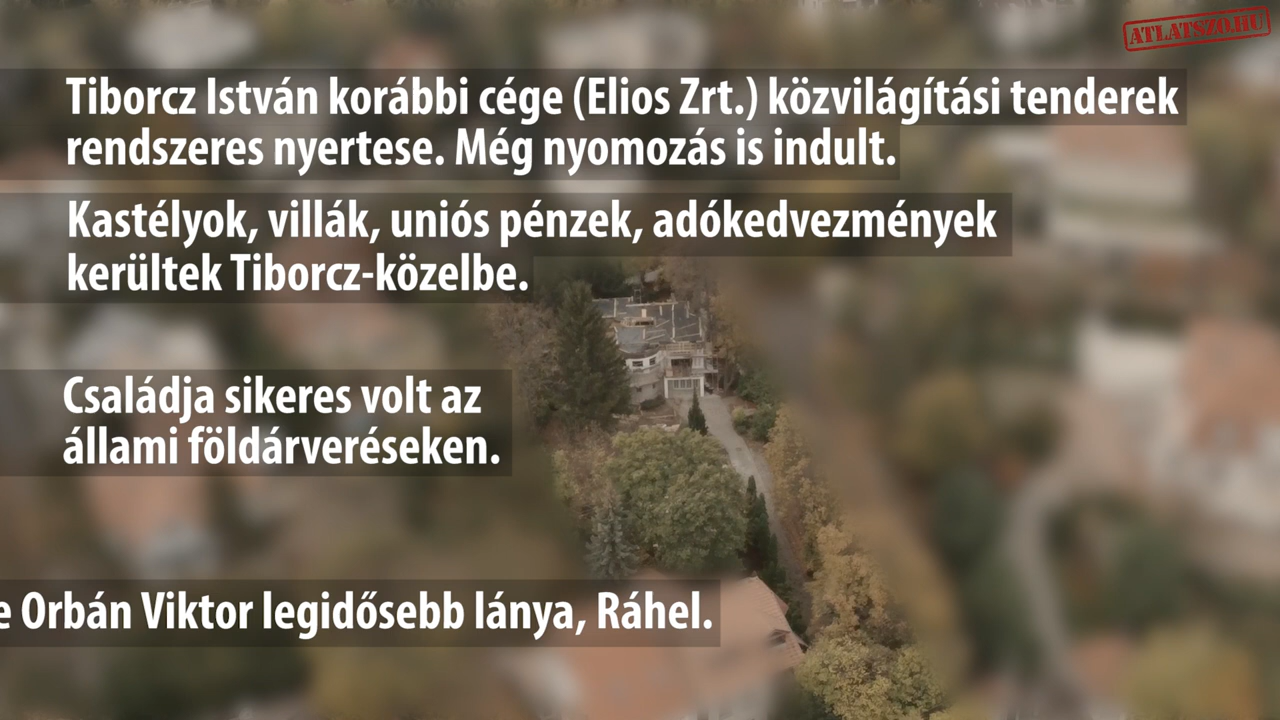 ATLATSZO.HU
Tiborcz István korábbi cége (Elios Zrt.) közvilágítási tenderek
rendszeres nyertese. Még nyomozás is indult.
Kastélyok, villák, uniós pénzek, adókedvezmények
kerültek Tiborcz-közelbe.
Családja sikeres volt az
állami földárveréseken.
e Orbán Viktor legidősebb lánya, Ráhel.